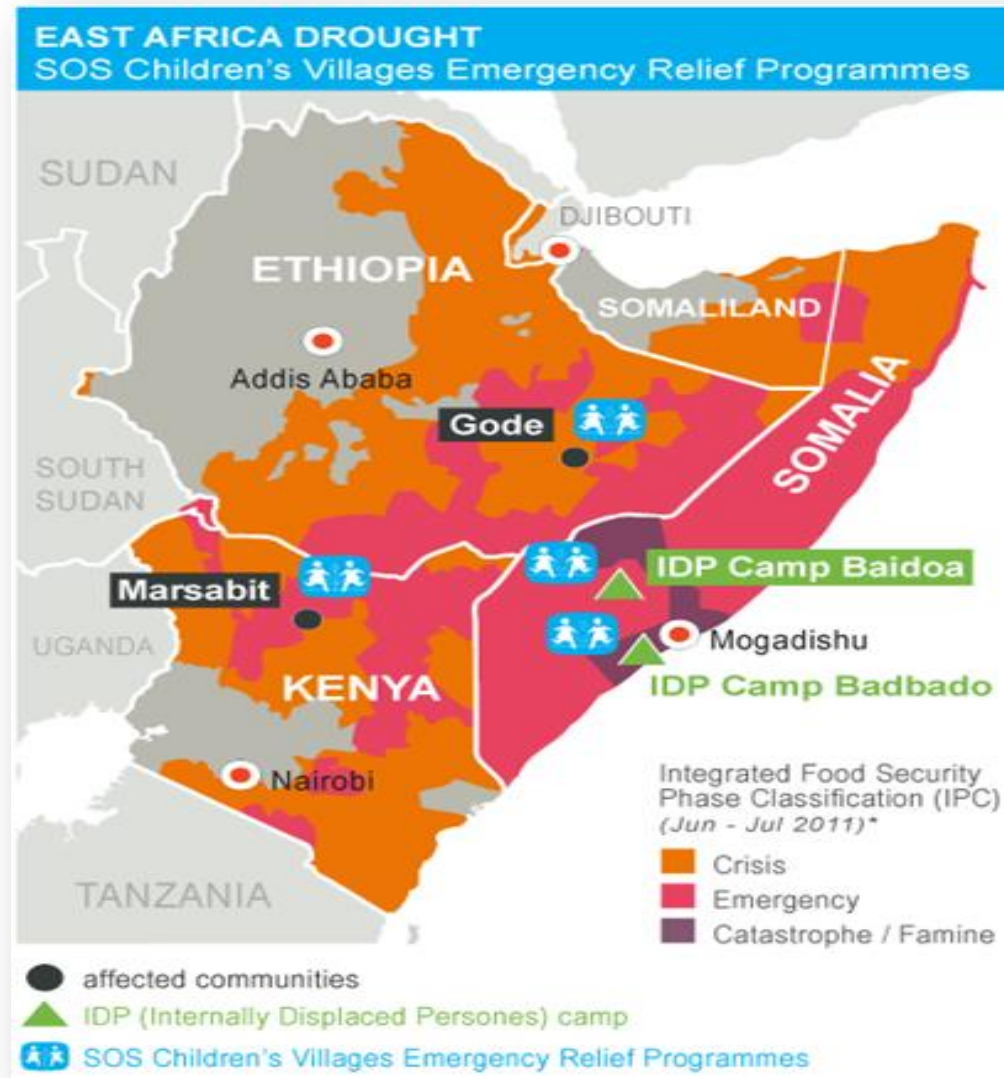 EAST AFRICA DROUGHT
SOS Children's Villages Emergency Relief Programmes
SUDAN
DJIBOUTI
ETHIOPIA
SOMALILAND
Addis Ababa
SOMALIA
Gode
SOUTH
SUDAN
IDP Camp Baidoa
Marsabit
Mogadishu
UGANDA
KENYA
IDP Camp Badbado
Nairobi
Integrated Food Security
Phase Classification (IPC)
(Jun - Jul 2011)*
Crisis
Emergency
Catastrophe / Famine
TANZANIA
affected communities
IDP (Internally Displaced Persones) camp
SOS Children's Villages Emergency Relief Programmes